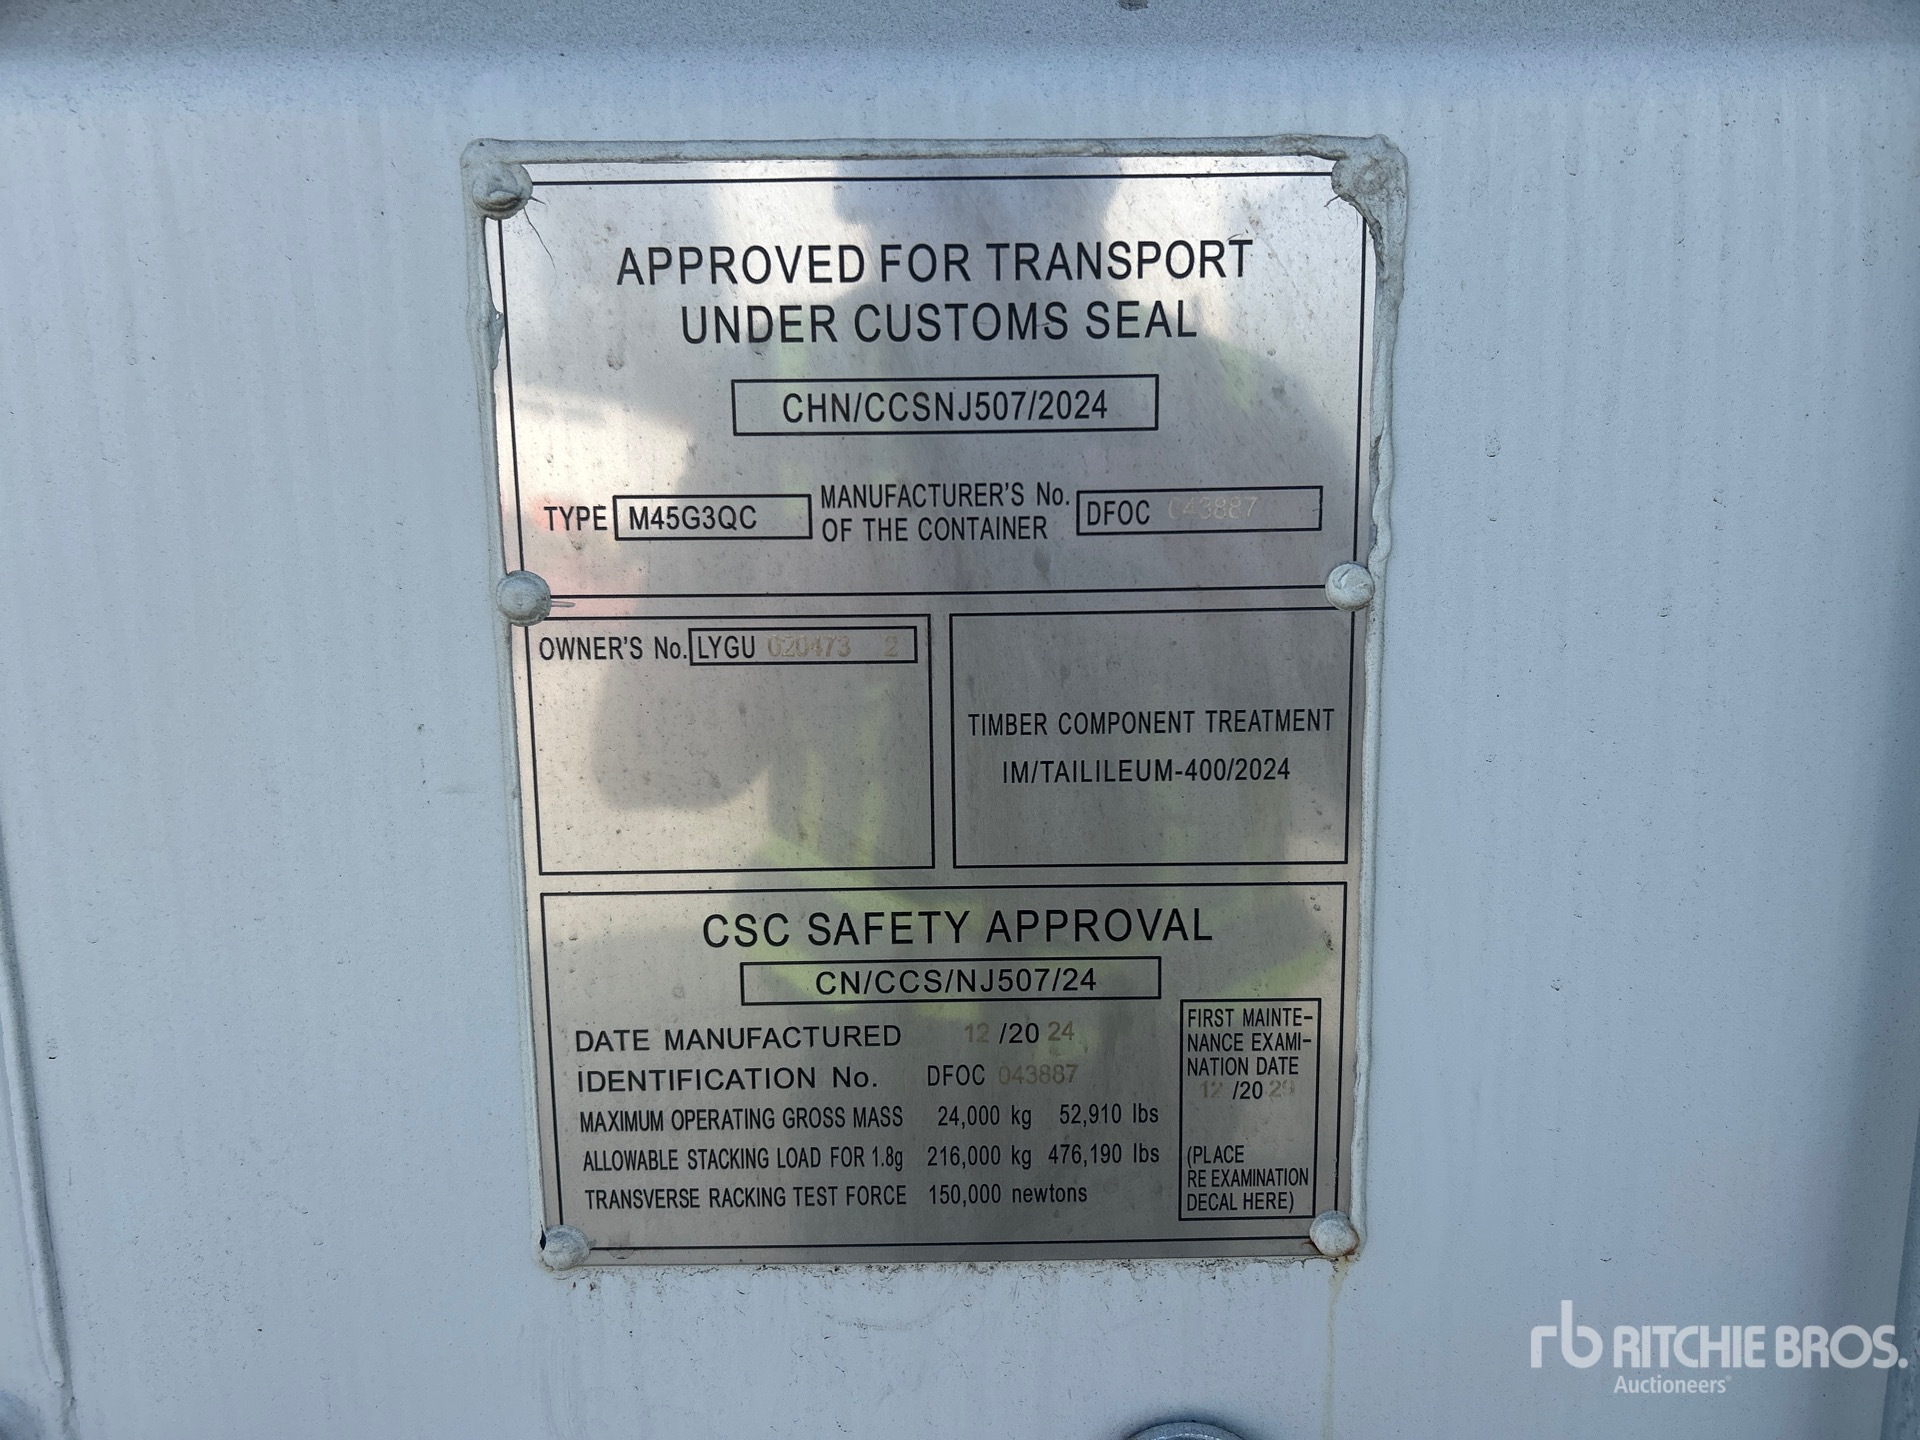 APPROVED FOR TRANSPORT
UNDER CUSTOMS SEAL
CHN/CCSNJ507/2024
TYPE M45G3QC MANUFACTURER'S No. OF THE CONTAINER DFOC 043887
OWNER'S No. LYGU 020473 2
TIMBER COMPONENT TREATMENT
IM/TAILILEUM-400/2024
CSC SAFETY APPROVAL
CN/CCS/NJ507/24
DATE MANUFACTURED 12 /20 24
IDENTIFICATION No. DFOC 043887
MAXIMUM OPERATING GROSS MASS 24,000 kg 52,910 lbs
ALLOWABLE STACKING LOAD FOR 1.8g 216,000 kg 476,190 lbs
TRANSVERSE RACKING TEST FORCE 150,000 newtons
FIRST MAINTE-
NANCE EXAMI-
NATION DATE
12 /20 29
(PLACE
RE EXAMINATION
DECAL HERE)
rb RITCHIE BROS.
Auctioneers